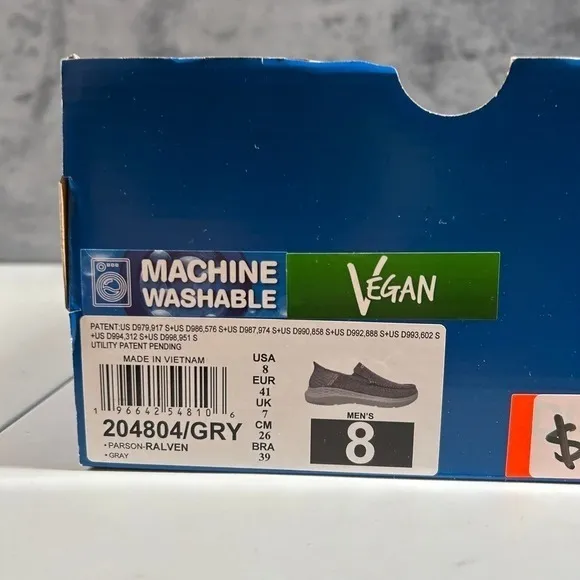 MACHINE
WASHABLE
VEGAN
PATENT:US D979,917 S+US D986,576 S+US D987,974 S+US D990,858 S+US D992,888 S+US D993,602 S
+US D994,312 S+US D998,951 S
UTILITY PATENT PENDING
MADE IN VIETNAM
1 96642 54810 6
204804/GRY
• PARSON-RALVEN
• GRAY
USA
8
EUR
41
UK
7
CM
26
BRA
39
MEN'S
8
$